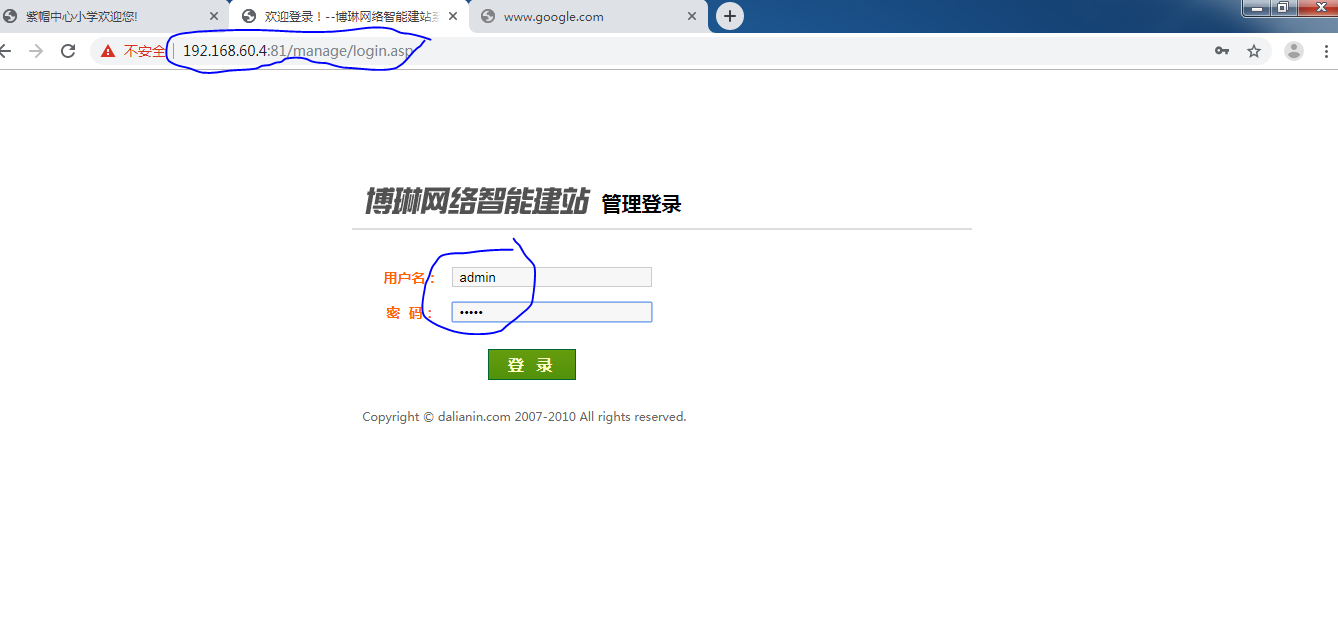 紫帽中心小学欢迎您!
欢迎登录！--博琳网络智能建站系
www.google.com
不安全 192.168.60.4:81/manage/login.asp
博琳网络智能建站 管理登录
用户名： admin
密 码： •••••
登 录
Copyright © dalianin.com 2007-2010 All rights reserved.